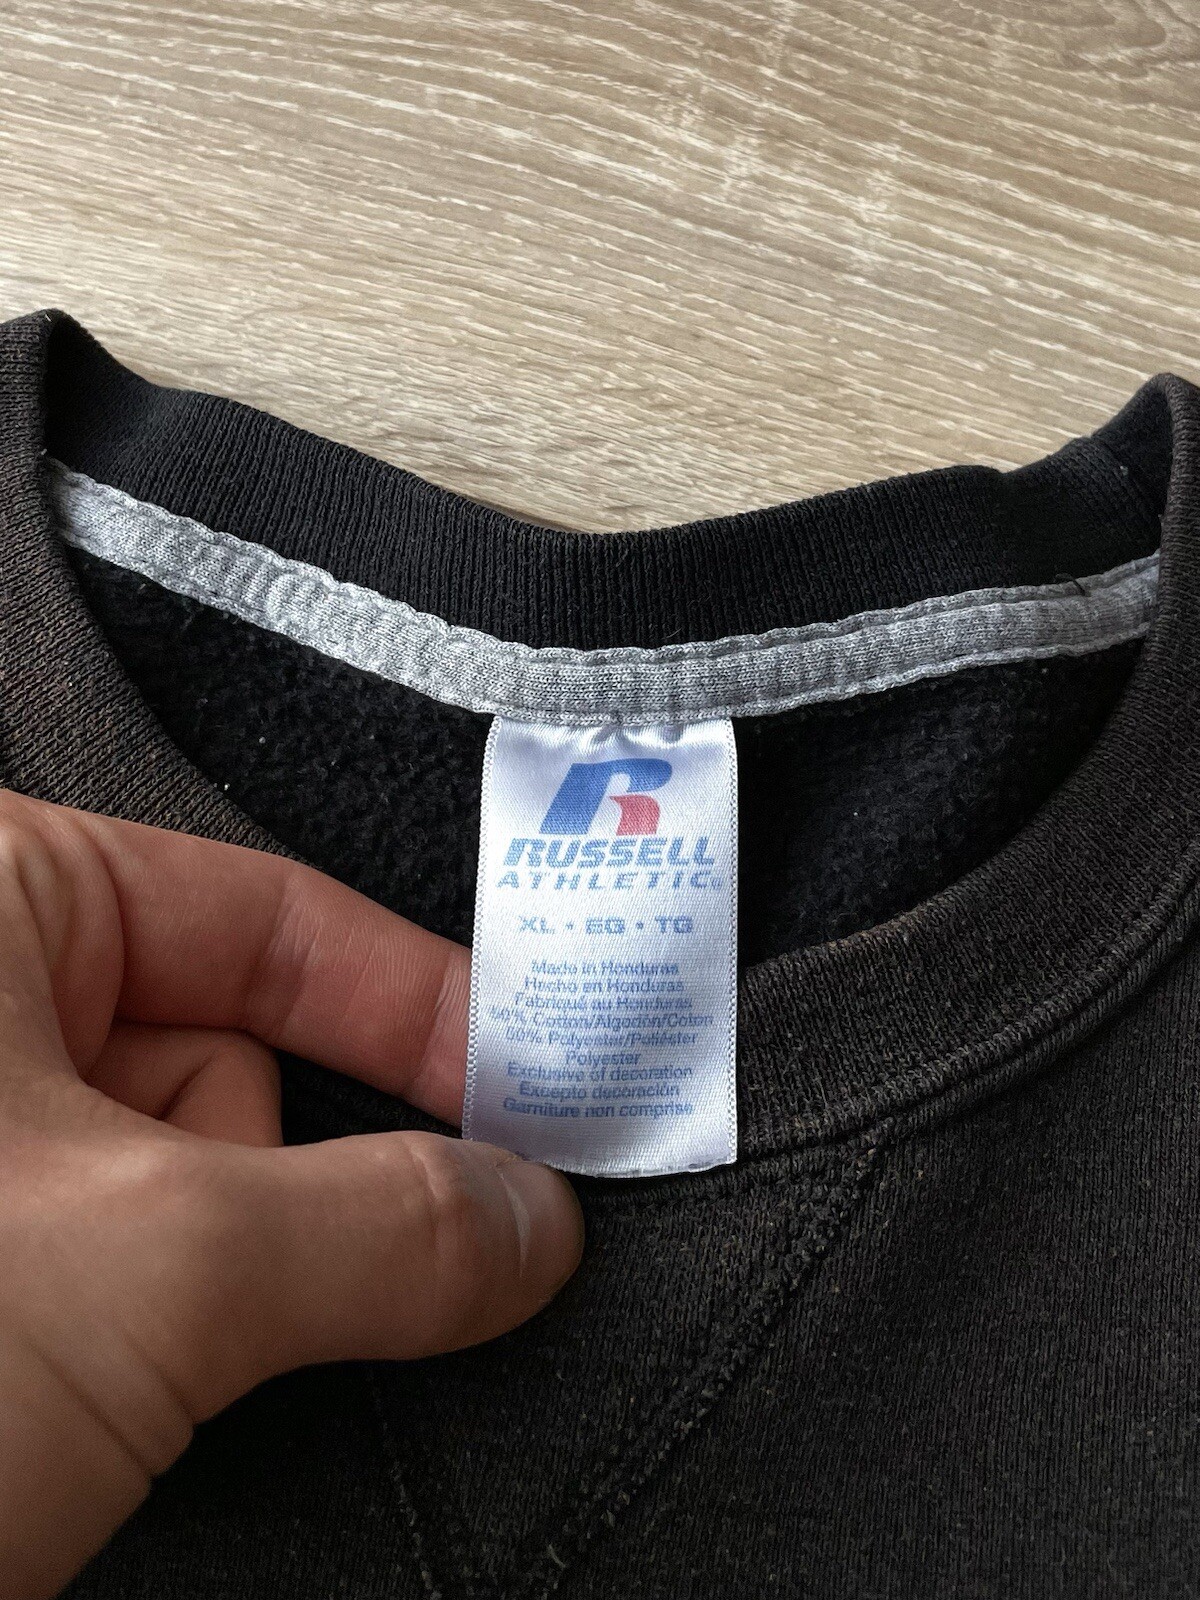 R
RUSSELL
ATHLETIC®
XL • EG • TG
Made in Honduras
Hecho en Honduras
Fabriqué au Honduras
50% Cotton/Algodón/Coton
50% Polyester/Poliéster
Polyester
Exclusive of decoration
Excepto decoración
Garniture non comprise